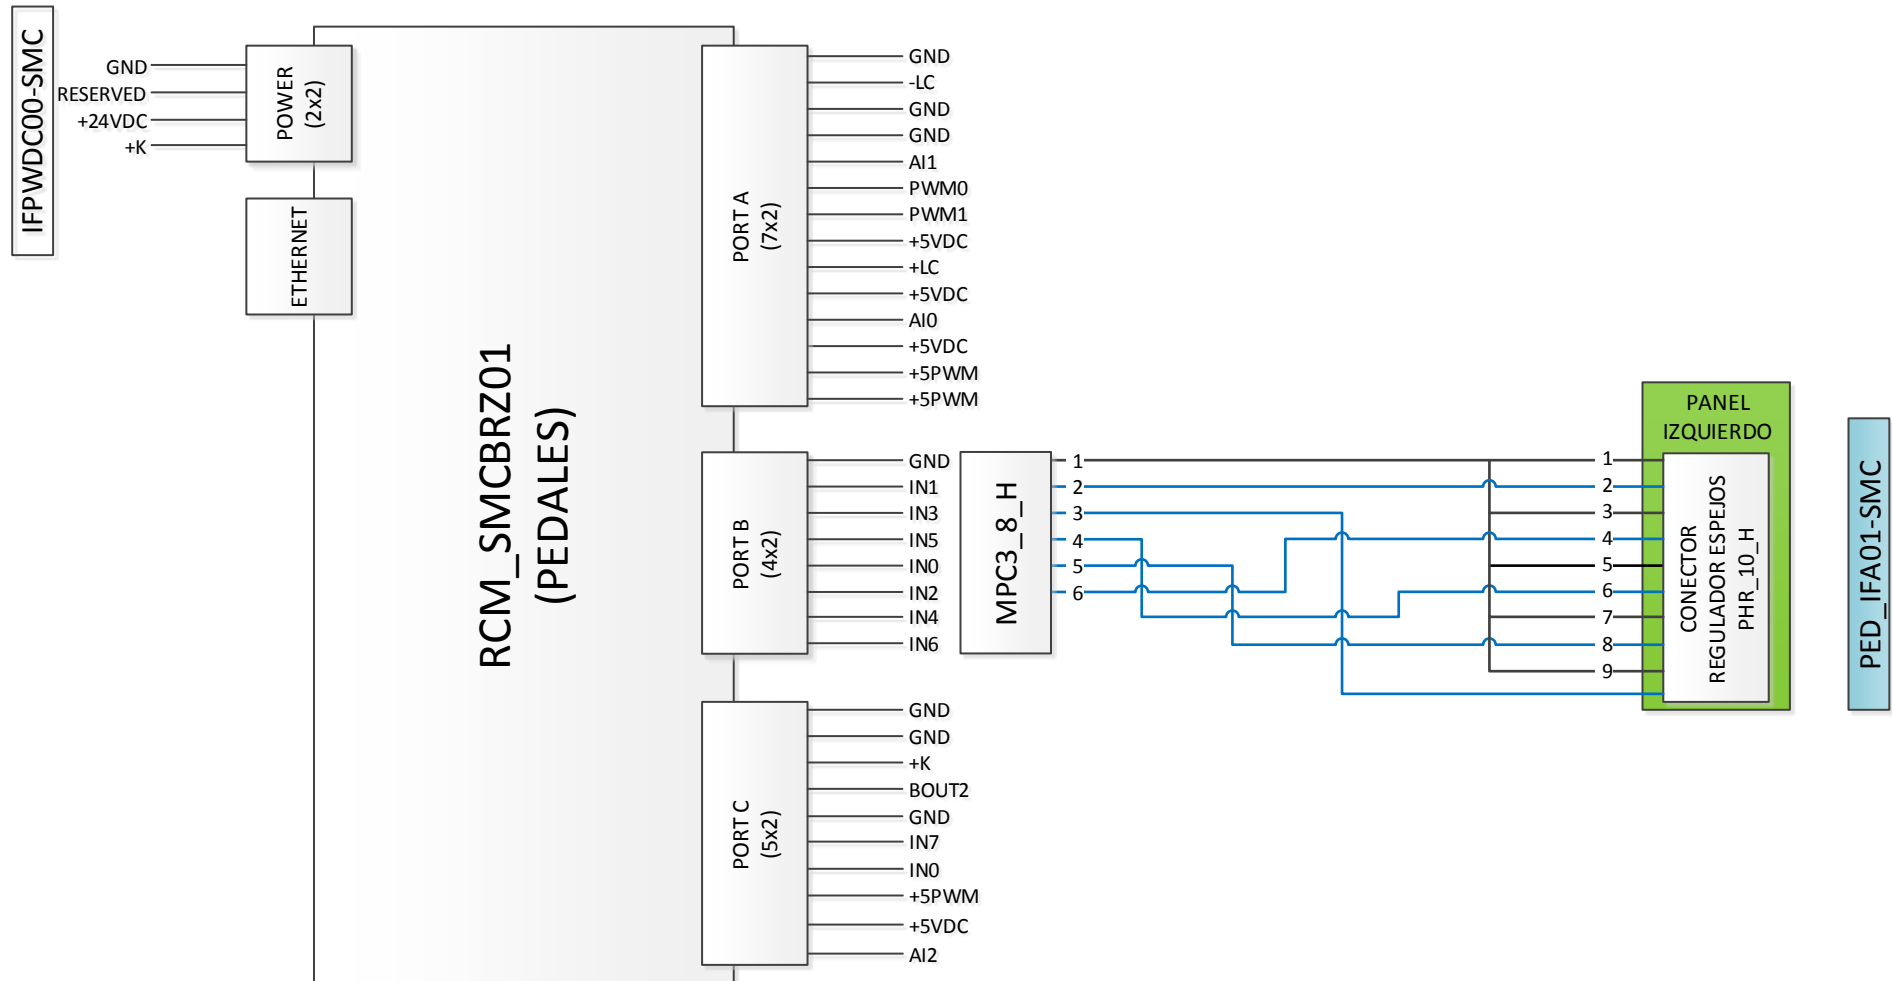 IFPWDC00-SMC
GND
RESERVED
+24VDC
+K
POWER
(2x2)
ETHERNET
RCM_SMCBRZ01
(PEDALES)
PORT A
(7x2)
GND
-LC
GND
GND
AI1
PWM0
PWM1
+5VDC
+LC
+5VDC
AI0
+5VDC
+5PWM
+5PWM
PORT B
(4x2)
GND
IN1
IN3
IN5
IN0
IN2
IN4
IN6
PORT C
(5x2)
GND
GND
+K
BOUT2
GND
IN7
IN0
+5PWM
+5VDC
AI2
MPC3_8_H
1
2
3
4
5
6
1
2
3
4
5
6
7
8
9
PANEL
IZQUIERDO
CONECTOR
REGULADOR ESPEJOS
PHR_10_H
PED_IFA01-SMC